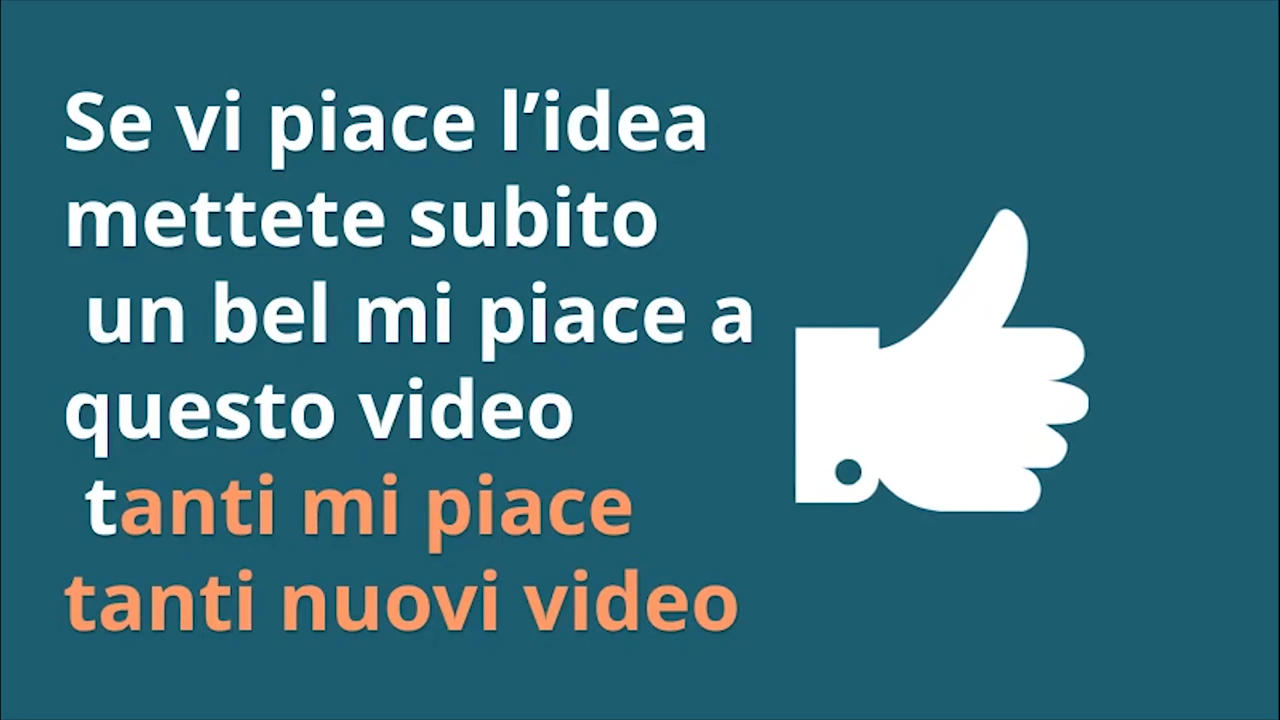 Se vi piace l’idea
mettete subito
un bel mi piace a
questo video
tanti mi piace
tanti nuovi video